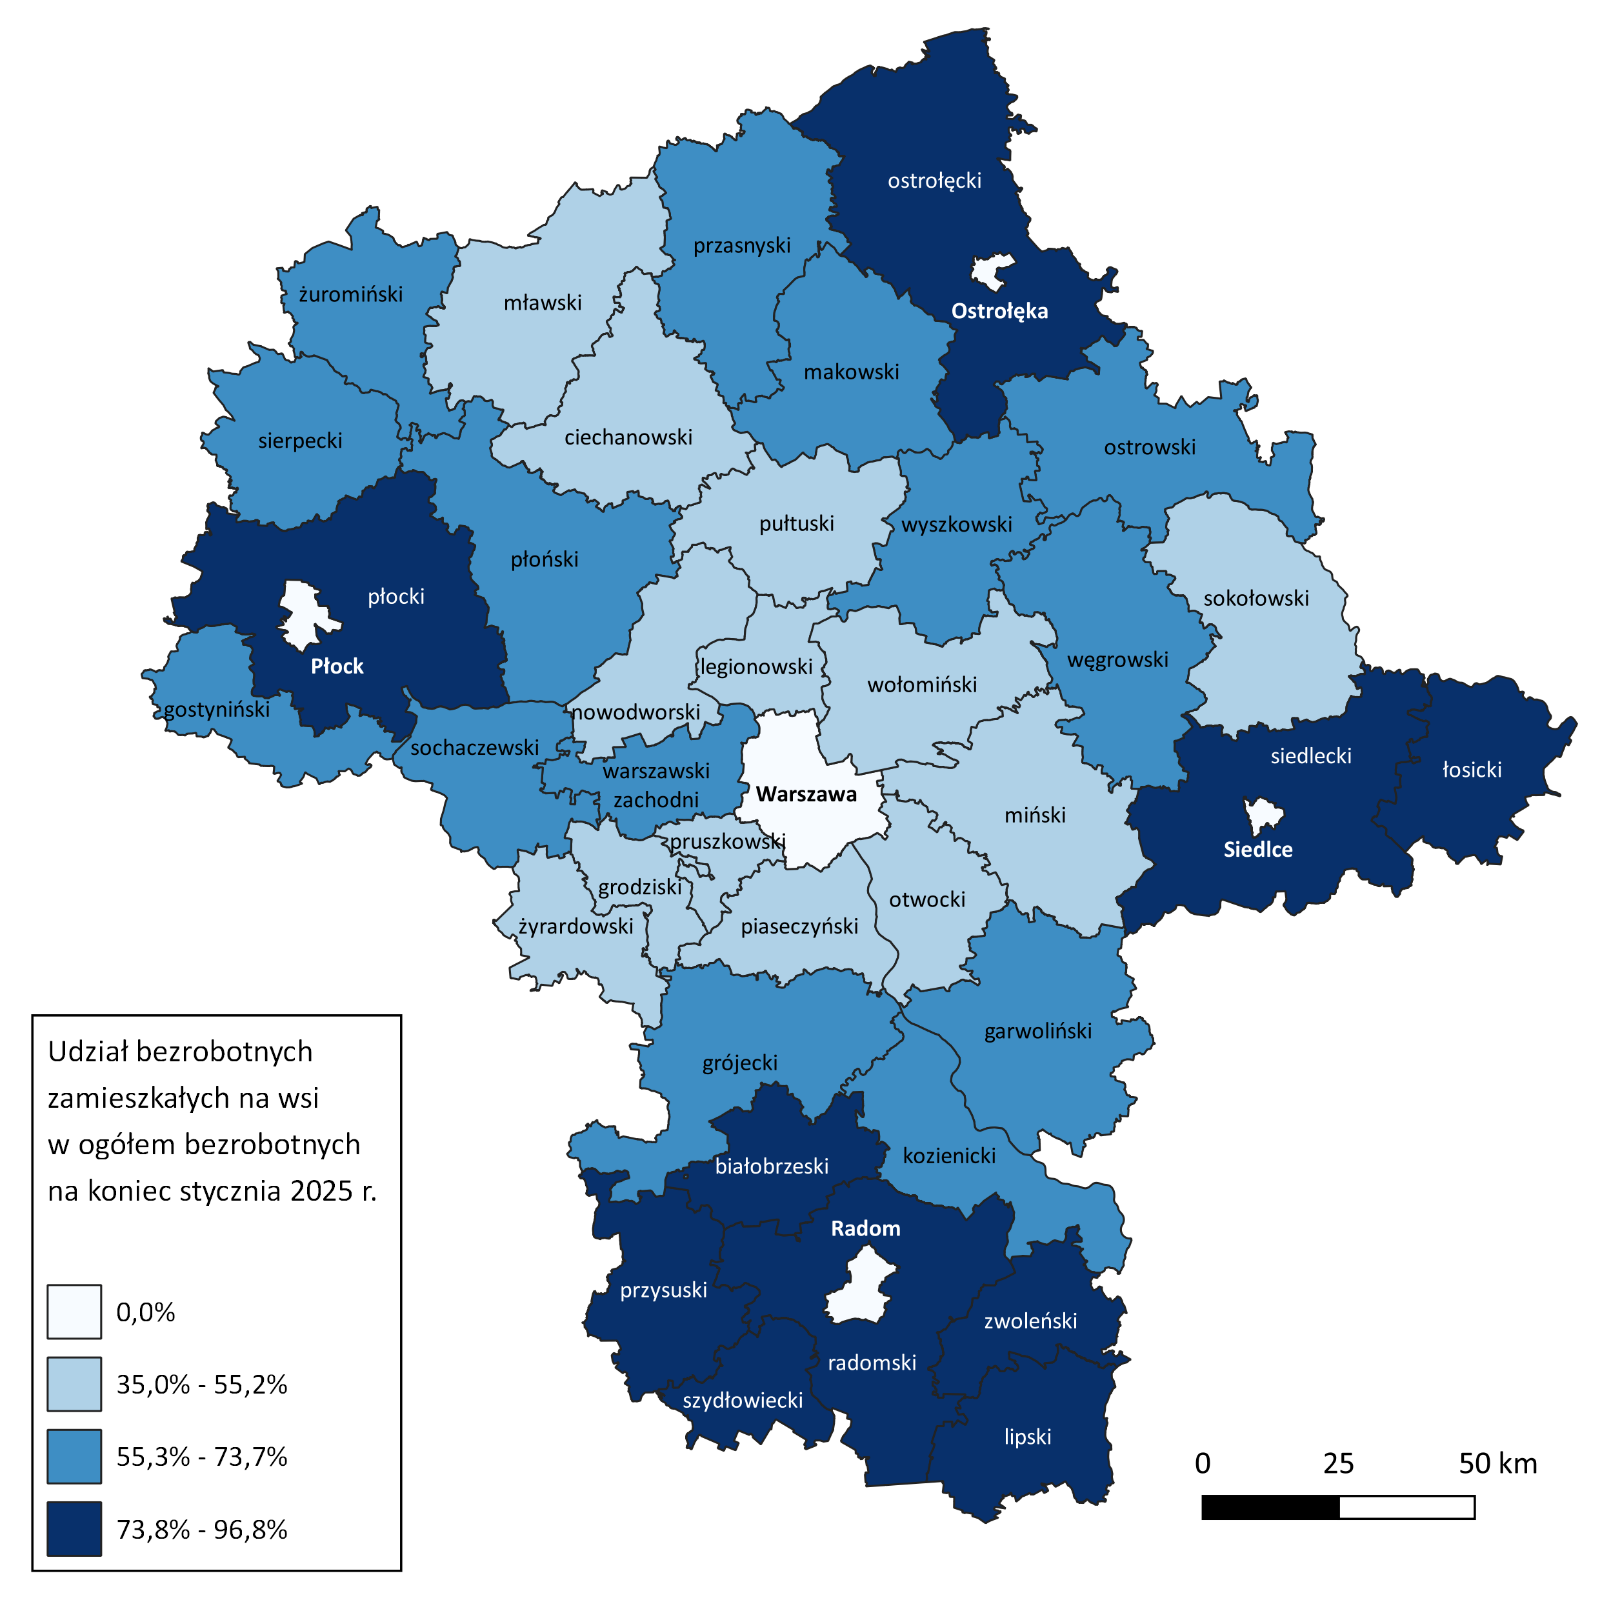 ostrołęcki
przasnyski
żuromiński
mławski
Ostrołęka
makowski
ciechanowski
sierpecki
ostrowski
pułtuski
wyszkowski
płoński
płocki
sokołowski
Płock
legionowski
węgrowski
wołomiński
gostyniński
nowodworski
sochaczewski
siedlecki
łosicki
warszawski
zachodni
Warszawa
miński
pruszkowski
Siedlce
grodziski
otwocki
żyrardowski
piaseczyński
garwoliński
grójecki
kozienicki
białobrzeski
Radom
przysuski
zwoleński
radomski
szydłowiecki
lipski
Udział bezrobotnych
zamieszkałych na wsi
w ogółem bezrobotnych
na koniec stycznia 2025 r.
0,0%
35,0% - 55,2%
55,3% - 73,7%
73,8% - 96,8%
0 25 50 km